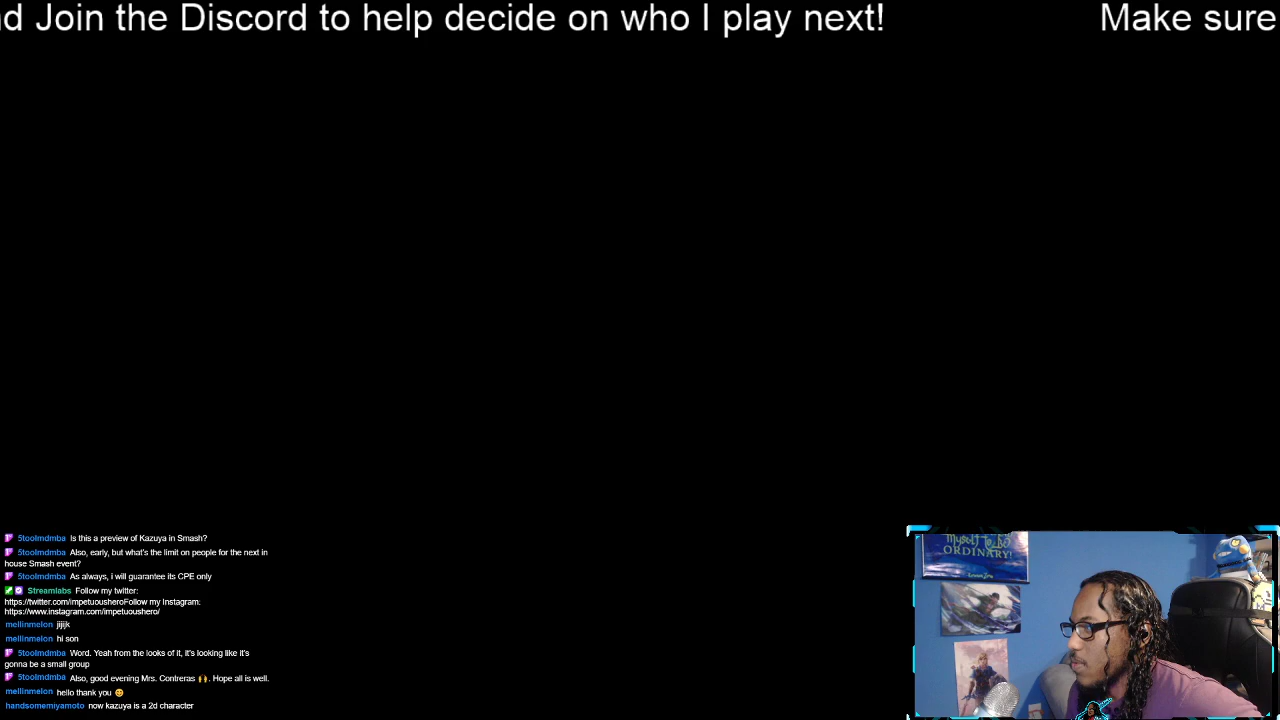 d Join the Discord to help decide on who I play next! Make sure
5toolmdmba Is this a preview of Kazuya in Smash?
5toolmdmba Also, early, but what's the limit on people for the next in
house Smash event?
5toolmdmba As always, i will guarantee its CPE only
Streamlabs Follow my twitter:
https://twitter.com/impetuousheroFollow my Instagram:
https://www.instagram.com/impetuoushero/
mellinmelon jijijk
mellinmelon hi son
5toolmdmba Word. Yeah from the looks of it, it's looking like it's
gonna be a small group
5toolmdmba Also, good evening Mrs. Contreras 🙌. Hope all is well.
mellinmelon hello thank you 😊
handsomemiyamoto now kazuya is a 2d character
Myself to Be
ORDINARY!